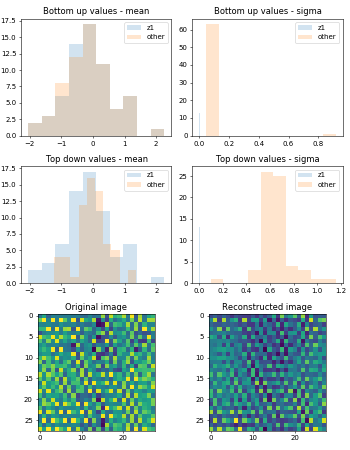 Bottom up values - mean
17.5
15.0
12.5
10.0
7.5
5.0
2.5
0.0
z1
other
−2 −1 0 1 2
Bottom up values - sigma
60
50
40
30
20
10
0
z1
other
0.0 0.2 0.4 0.6 0.8
Top down values - mean
17.5
15.0
12.5
10.0
7.5
5.0
2.5
0.0
z1
other
−2 −1 0 1 2
Top down values - sigma
25
20
15
10
5
0
z1
other
0.0 0.2 0.4 0.6 0.8 1.0 1.2
Original image
0
5
10
15
20
25
0 10 20
Reconstructed image
0
5
10
15
20
25
0 10 20